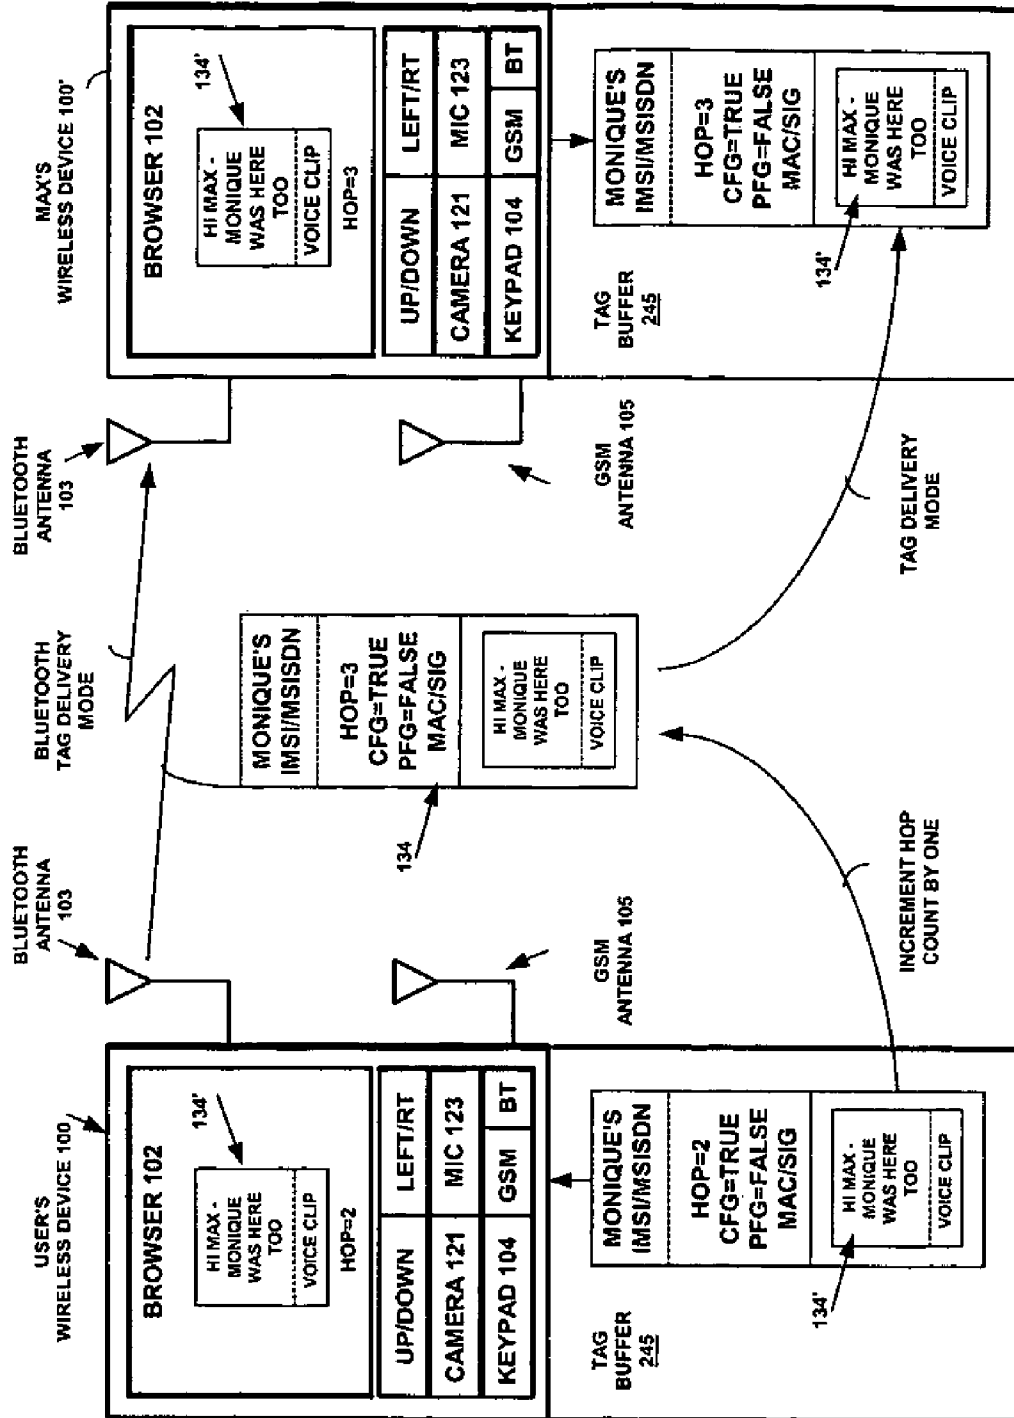 USER'S
WIRELESS DEVICE 100
BROWSER 102
134'
HI MAX -
MONIQUE
WAS HERE
TOO
VOICE CLIP
HOP=2
UP/DOWN
LEFT/RT
CAMERA 121
MIC 123
KEYPAD 104
GSM
BT
TAG
BUFFER
245
MONIQUE'S
IMSI/MSISDN
HOP=2
CFG=TRUE
PFG=FALSE
MAC/SIG
134'
HI MAX -
MONIQUE
WAS HERE
TOO
VOICE CLIP
BLUETOOTH
ANTENNA
103
GSM
ANTENNA 105
INCREMENT HOP
COUNT BY ONE
BLUETOOTH
TAG DELIVERY
MODE
MONIQUE'S
IMSI/MSISDN
HOP=3
CFG=TRUE
PFG=FALSE
MAC/SIG
134
HI MAX -
MONIQUE
WAS HERE
TOO
VOICE CLIP
BLUETOOTH
ANTENNA
103
GSM
ANTENNA 105
TAG DELIVERY
MODE
MAX'S
WIRELESS DEVICE 100'
BROWSER 102
134'
HI MAX -
MONIQUE
WAS HERE
TOO
VOICE CLIP
HOP=3
UP/DOWN
LEFT/RT
CAMERA 121
MIC 123
KEYPAD 104
GSM
BT
TAG
BUFFER
245
MONIQUE'S
IMSI/MSISDN
HOP=3
CFG=TRUE
PFG=FALSE
MAC/SIG
134'
HI MAX -
MONIQUE
WAS HERE
TOO
VOICE CLIP